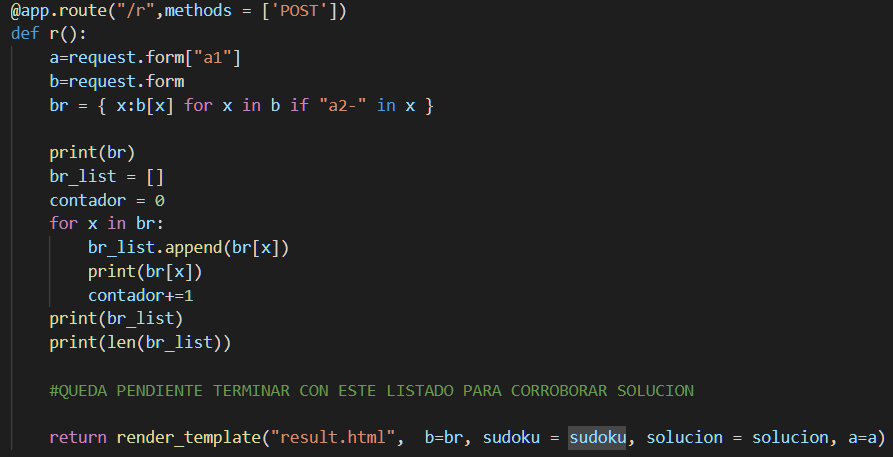 @app.route("/r",methods = ['POST'])
def r():
    a=request.form["a1"]
    b=request.form
    br = { x:b[x] for x in b if "a2-" in x }
    print(br)
    br_list = []
    contador = 0
    for x in br:
        br_list.append(br[x])
        print(br[x])
        contador+=1
    print(br_list)
    print(len(br_list))
    #QUEDA PENDIENTE TERMINAR CON ESTE LISTADO PARA CORROBORAR SOLUCION
    return render_template("result.html",  b=br, sudoku = sudoku, solucion = solucion, a=a)